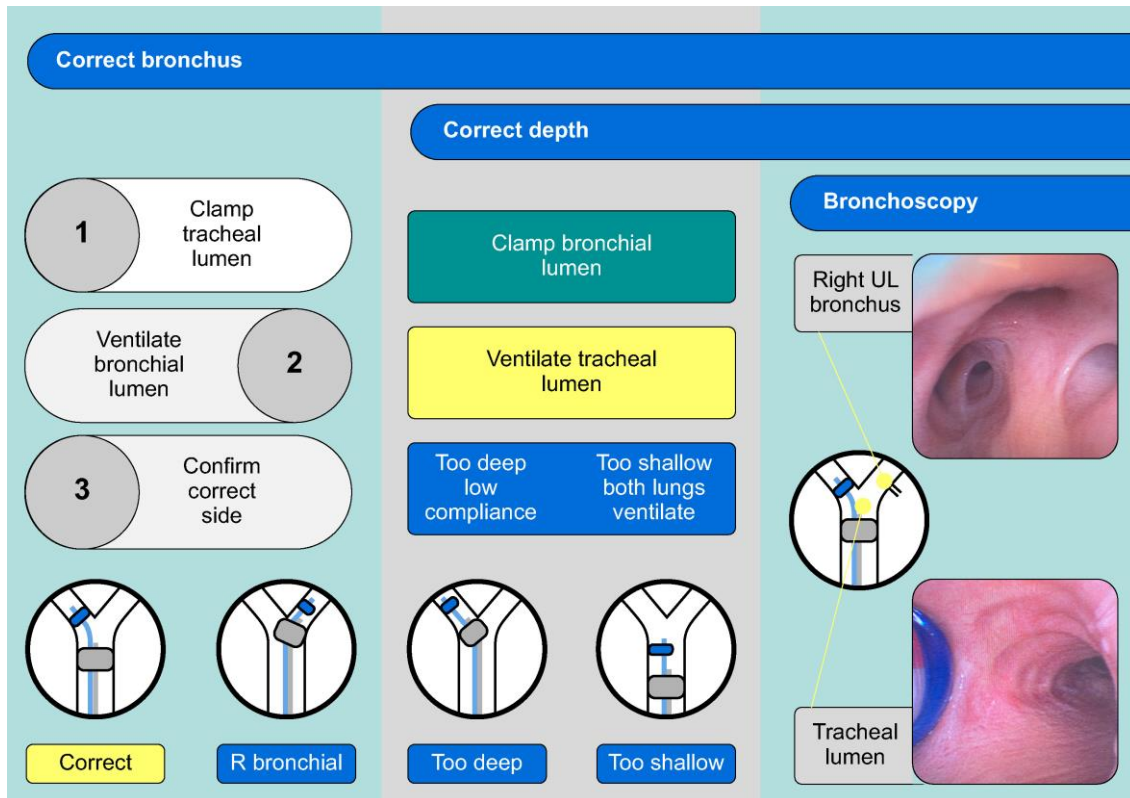 Correct bronchus
Correct depth
Bronchoscopy
1
Clamp
tracheal
lumen
Ventilate
bronchial
lumen
2
3
Confirm
correct
side
Correct
R bronchial
Clamp bronchial
lumen
Ventilate tracheal
lumen
Too deep
low
compliance
Too shallow
both lungs
ventilate
Too deep
Too shallow
Right UL
bronchus
Tracheal
lumen